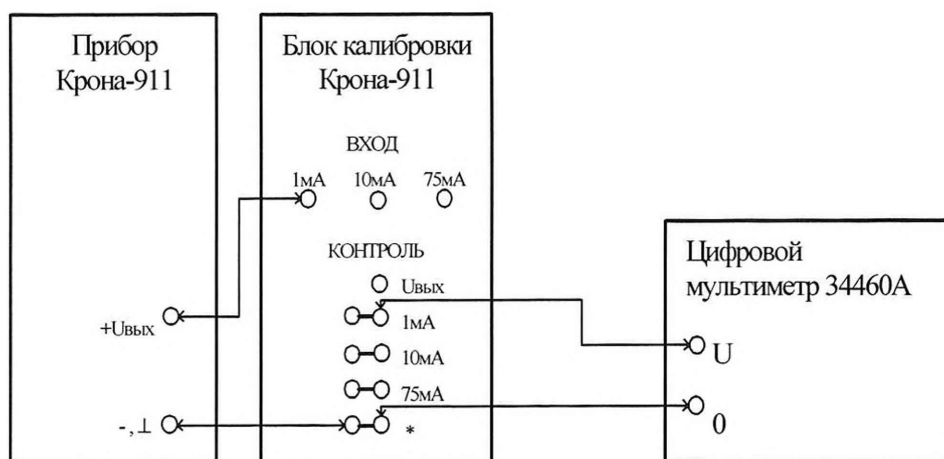 Прибор
Крона-911
+Uвых
-,⊥
Блок калибровки
Крона-911
ВХОД
1мА 10мА 75мА
КОНТРОЛЬ
Uвых
1мА
10мА
75мА
*
Цифровой
мультиметр 34460А
U
0